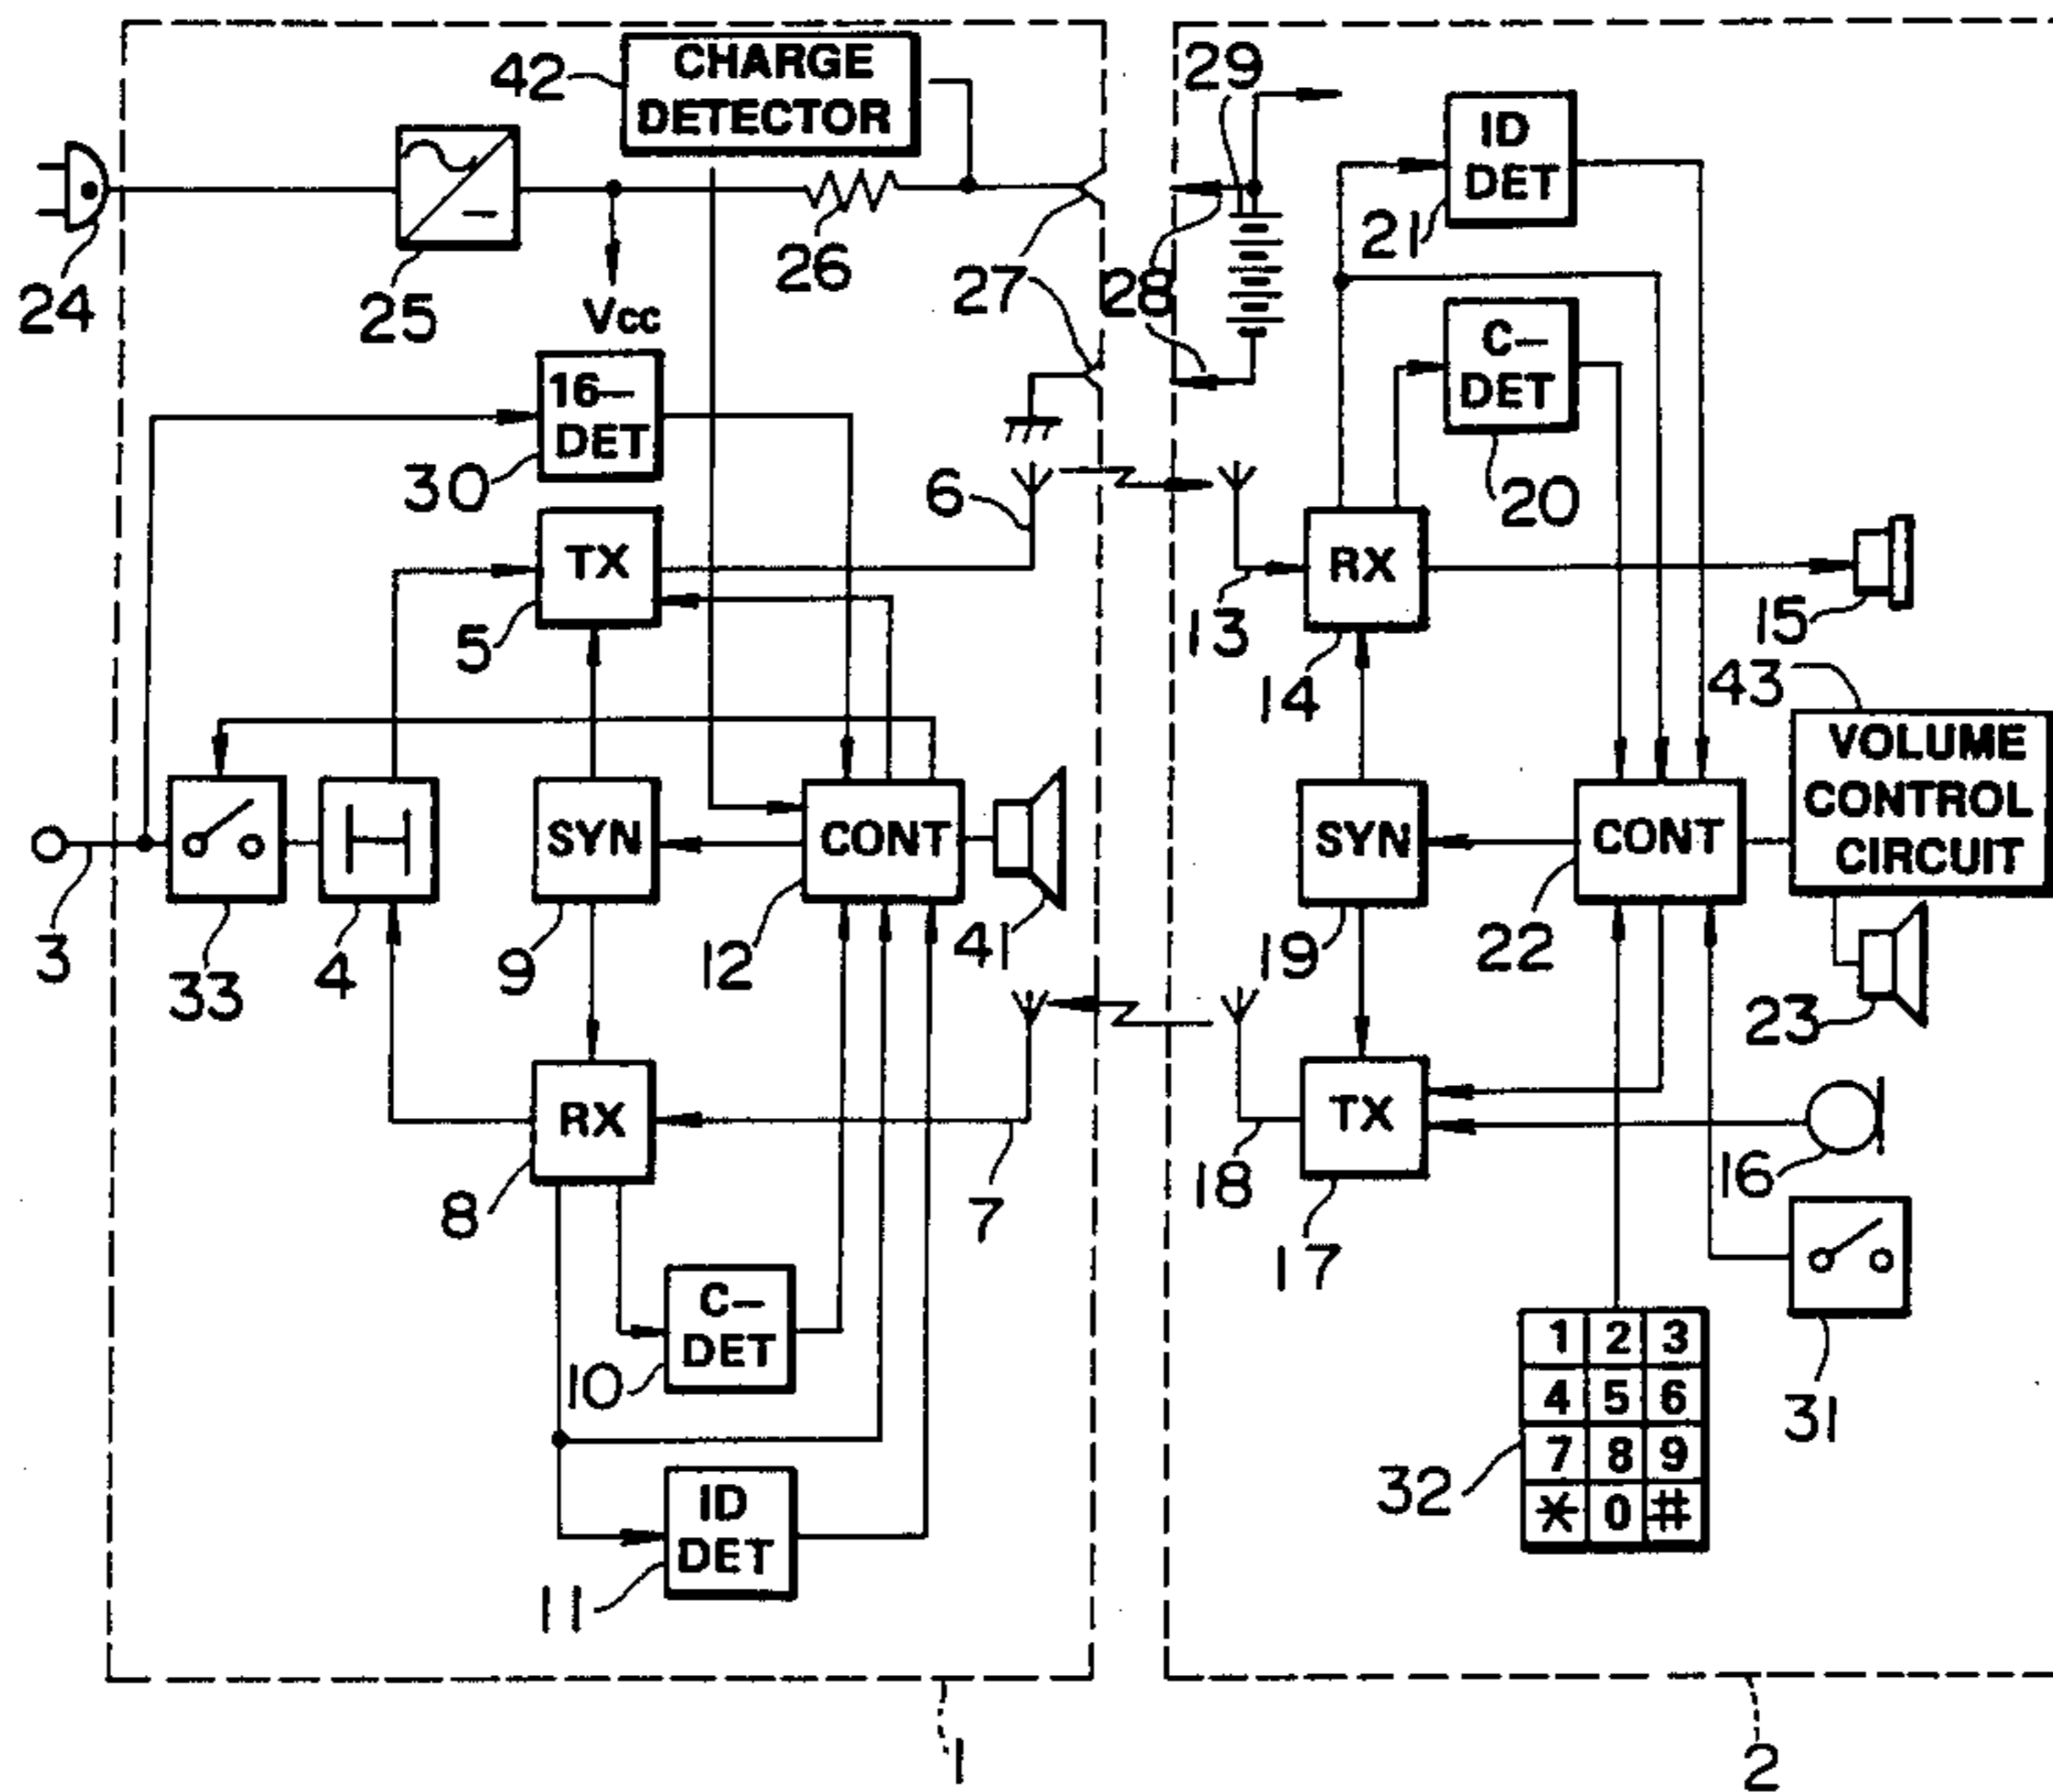 42
CHARGE
DETECTOR
24
25
Vcc
26
27
28
29
ID
DET
21
C-
DET
20
16-
DET
30
TX
5
6
13
RX
14
15
43
VOLUME
CONTROL
CIRCUIT
3
33
4
SYN
9
CONT
12
41
SYN
19
CONT
22
23
RX
8
7
18
TX
17
16
31
C-
DET
10
ID
DET
11
32
1 2 3
4 5 6
7 8 9
* 0 #
1
2